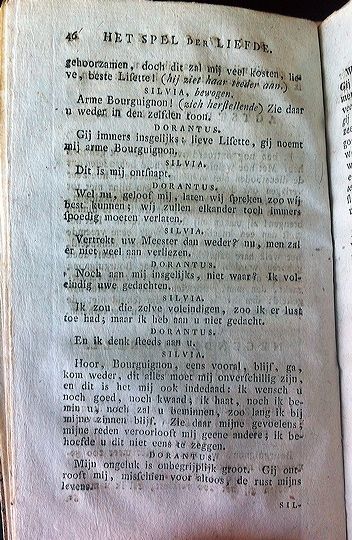 46 HET SPEL DER LIEFDE.
gehoorzamen, doch dit zal mij veel kosten, lie-
ve, beste Lisette! (hij ziet haar teeder aan.)
SILVIA, bewogen.
Arme Bourguignon! (zich herstellende) Zie daar
u weder in den zelfden toon.
DORANTUS.
Gij immers insgelijks; lieve Lisette, gij noemt
mij arme Bourguignon.
SILVIA.
Dit is mij ontsnapt.
DORANTUS.
Wel nu, geloof mij, laten wij spreken zoo wij
best kunnen; wij zullen elkander toch immers
spoedig moeten verlaten.
SILVIA.
Vertrekt uw Meester dan weder? nu, men zal
er niet veel aan verliezen.
DORANTUS.
Noch aan mij insgelijks, niet waar? Ik vol-
eindig uwe gedachten.
SILVIA.
Ik zou die zelve voleindigen, zoo ik er lust
toe had; maar ik heb aan u niet gedacht.
DORANTUS.
En ik denk steeds aan u.
SILVIA.
Hoor, Bourguignon, eens vooral, blijf, ga,
kom weder, dit alles moet mij onverschillig zijn,
en dit is het mij ook indedaad: ik wensch u
noch goed, noch kwaad; ik haat, noch ik be-
min u, noch zal u beminnen, zoo lang ik bij
mijne zinnen blijf. Zie daar mijne gevoelens;
mijne reden veroorlooft mij geene andere; ik be-
hoefde u dit niet eens te zeggen.
DORANTUS.
Mijn ongeluk is onbegrijplijk groot. Gij ont-
rooft mij, misschien voor altoos, de rust mijns
levens.
SIL-